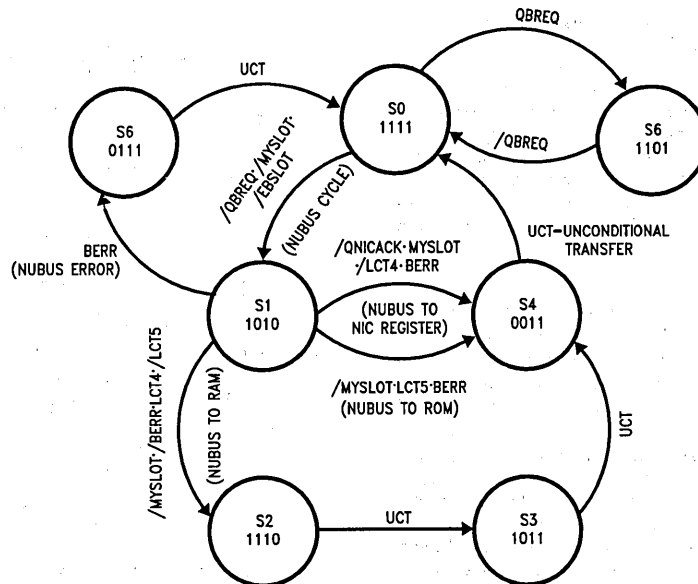 QBREQ
UCT
S0
1111
S6
0111
S6
1101
/QBREQ
/QBREQ·/MYSLOT·
/EBSLOT
(NUBUS CYCLE)
UCT-UNCONDITIONAL
TRANSFER
BERR
(NUBUS ERROR)
/QNICACK·MYSLOT
·/LCT4·BERR
(NUBUS TO
NIC REGISTER)
S1
1010
S4
0011
/MYSLOT·LCT5·BERR
(NUBUS TO ROM)
/MYSLOT·/BERR·LCT4·/LCT5
(NUBUS TO RAM)
UCT
S2
1110
UCT
S3
1011